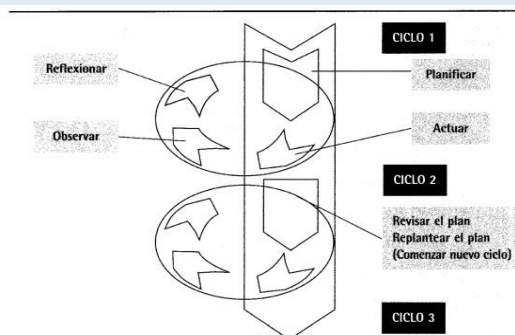 CICLO 1
Reflexionar
Planificar
Observar
Actuar
CICLO 2
Revisar el plan
Replantear el plan
(Comenzar nuevo ciclo)
CICLO 3